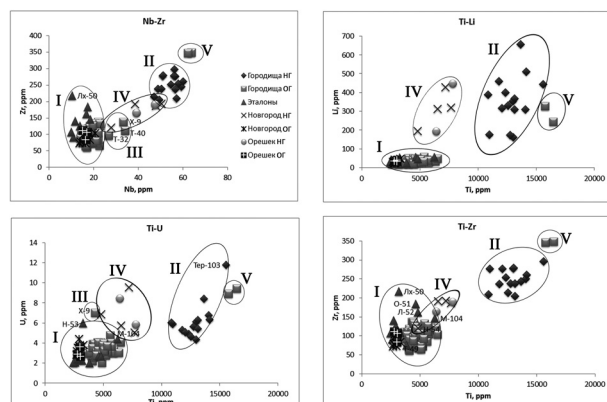 Nb-Zr
400
350
300
250
200
150
100
50
0
Zr, ppm
0 20 40 60 80
Nb, ppm
I
II
III
IV
V
Лх-50
Х-9
Т-40
Т-32
Городища НГ
Городища ОГ
Эталоны
Новгород НГ
Новгород ОГ
Орешек НГ
Орешек ОГ
Ti-Li
700
600
500
400
300
200
100
0
Li, ppm
0 5000 10000 15000 20000
Ti, ppm
I
II
IV
V
Ti-U
14
12
10
8
6
4
2
0
U, ppm
0 5000 10000 15000 20000
Ti, ppm
I
II
III
IV
V
Тер-103
Х-9
Н-53
М-104
Ti-Zr
350
300
250
200
150
100
50
0
Zr, ppm
0 5000 10000 15000 20000
Ti, ppm
I
II
IV
V
Лх-50
О-51
Л-52
М-104